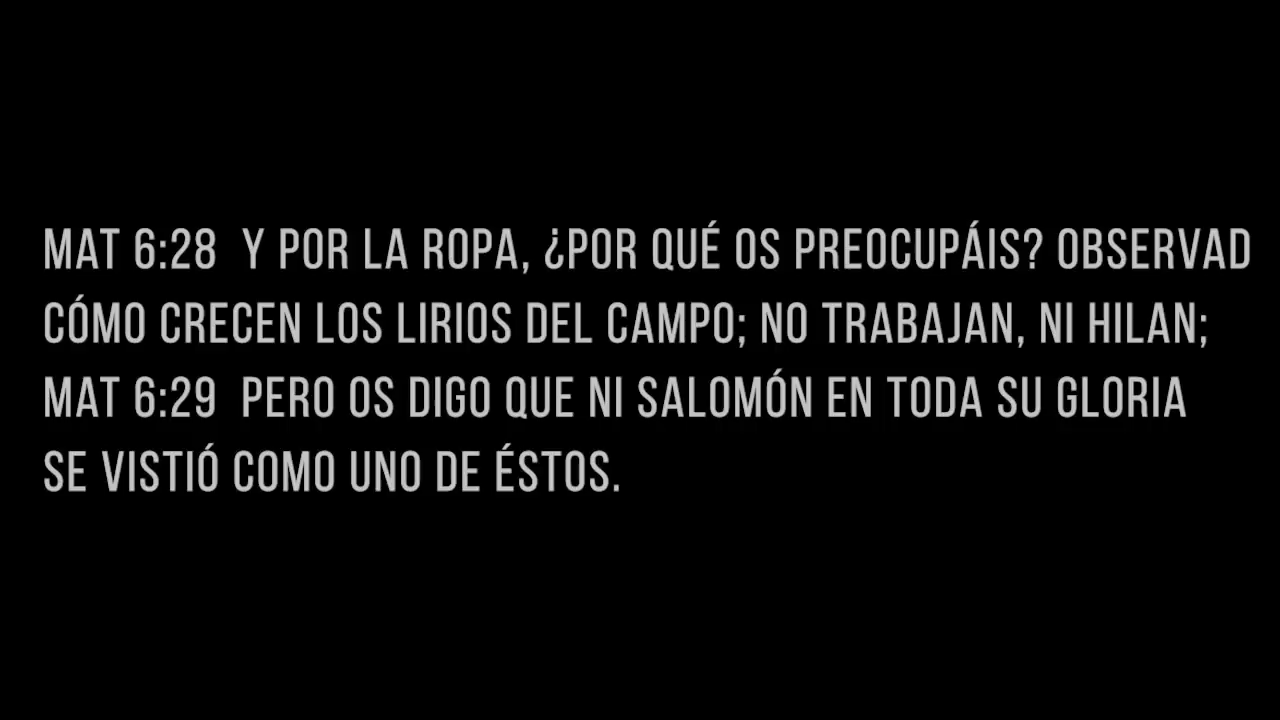 MAT 6:28  Y POR LA ROPA, ¿POR QUÉ OS PREOCUPÁIS? OBSERVAD
CÓMO CRECEN LOS LIRIOS DEL CAMPO; NO TRABAJAN, NI HILAN;
MAT 6:29  PERO OS DIGO QUE NI SALOMÓN EN TODA SU GLORIA
SE VISTIÓ COMO UNO DE ÉSTOS.